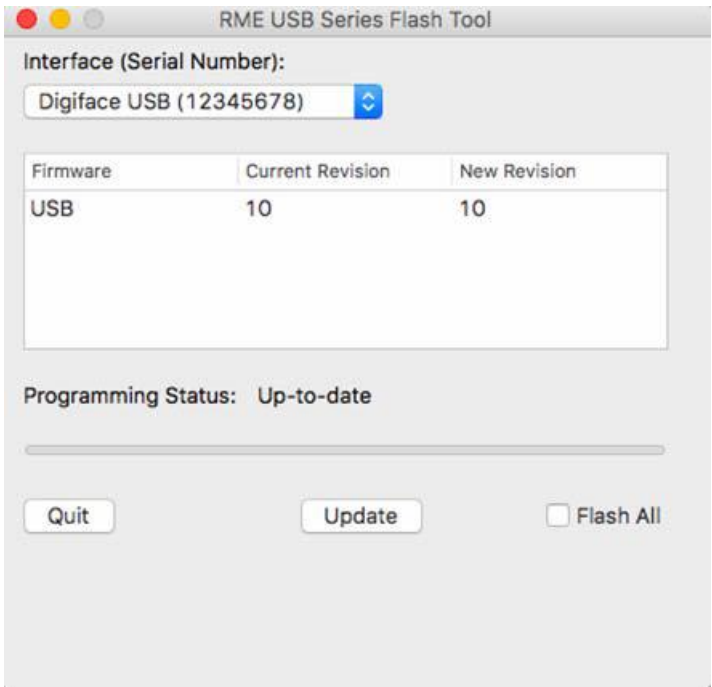 RME USB Series Flash Tool
Interface (Serial Number):
Digiface USB (12345678)
Firmware Current Revision New Revision
USB 10 10
Programming Status: Up-to-date
Quit Update Flash All